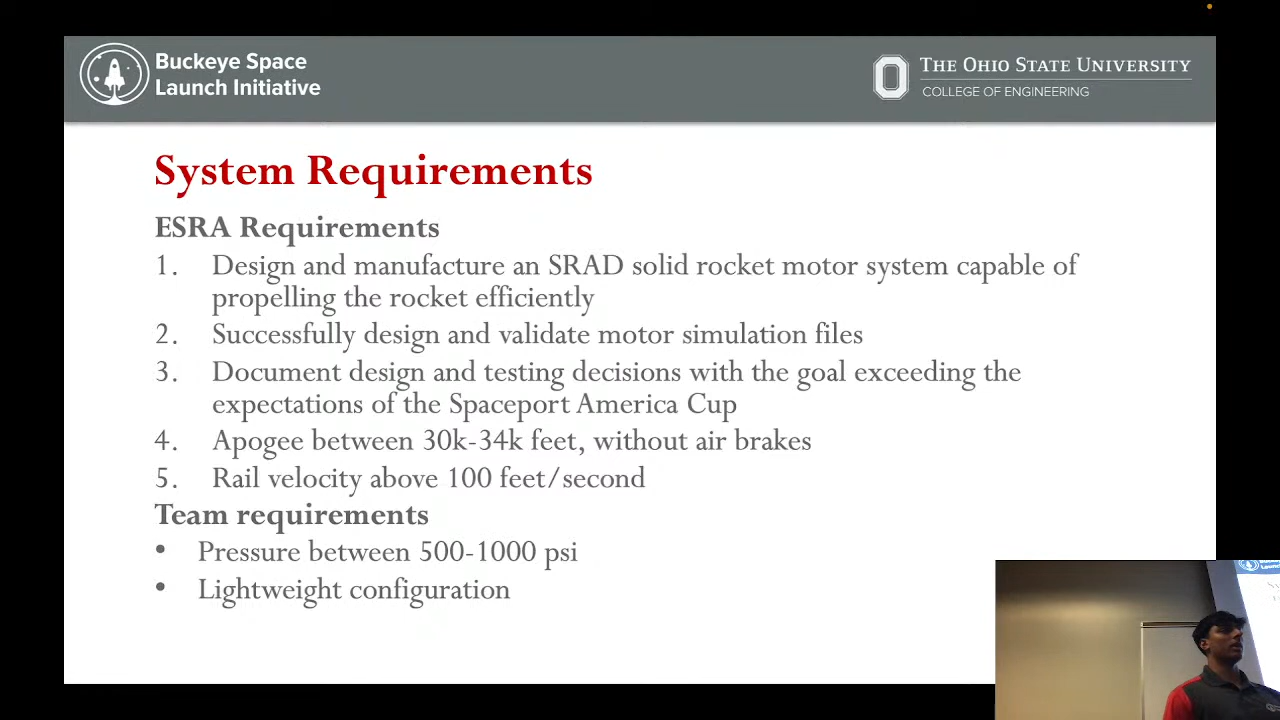 Buckeye Space
Launch Initiative
THE OHIO STATE UNIVERSITY
COLLEGE OF ENGINEERING
System Requirements
ESRA Requirements
1. Design and manufacture an SRAD solid rocket motor system capable of
propelling the rocket efficiently
2. Successfully design and validate motor simulation files
3. Document design and testing decisions with the goal exceeding the
expectations of the Spaceport America Cup
4. Apogee between 30k-34k feet, without air brakes
5. Rail velocity above 100 feet/second
Team requirements
• Pressure between 500-1000 psi
• Lightweight configuration